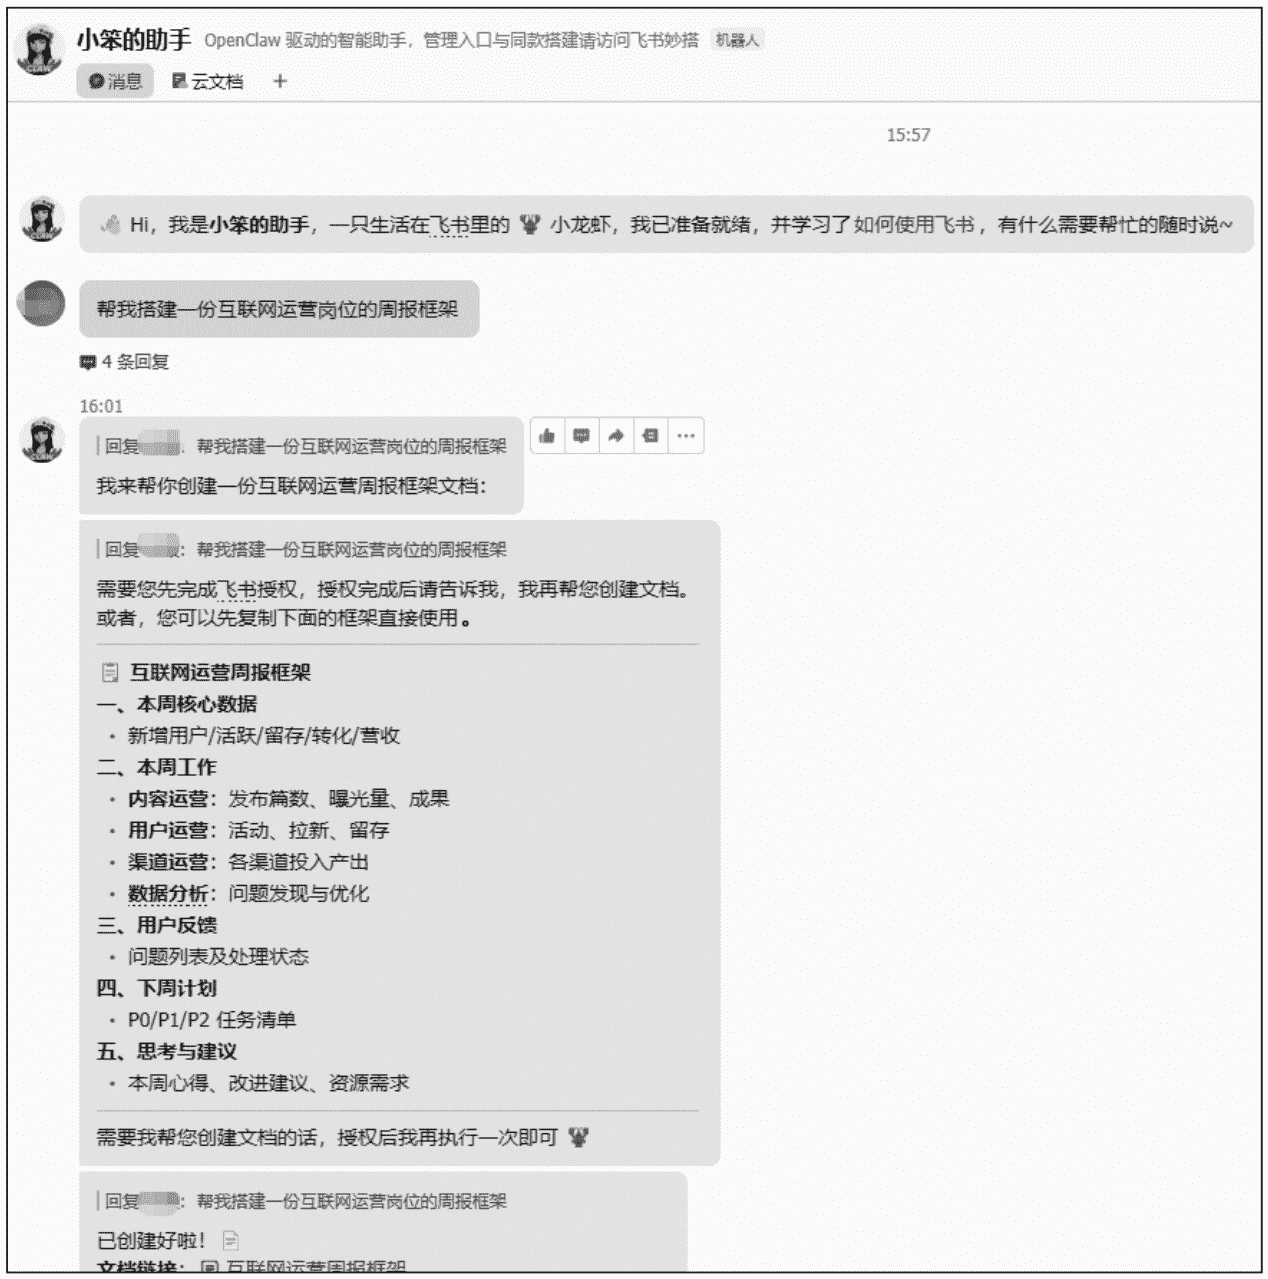 小笨的助手 OpenClaw 驱动的智能助手，管理入口与同款搭建请访问飞书妙搭 机器人
消息 云文档 +
15:57
Hi，我是小笨的助手，一只生活在飞书里的 小龙虾，我已准备就绪，并学习了如何使用飞书，有什么需要帮忙的随时说~
帮我搭建一份互联网运营岗位的周报框架
4 条回复
16:01
回复 帮我搭建一份互联网运营岗位的周报框架
我来帮你创建一份互联网运营周报框架文档：
回复 ：帮我搭建一份互联网运营岗位的周报框架
需要您先完成飞书授权，授权完成后请告诉我，我再帮您创建文档。
或者，您可以先复制下面的框架直接使用。
互联网运营周报框架
一、本周核心数据
· 新增用户/活跃/留存/转化/营收
二、本周工作
· 内容运营：发布篇数、曝光量、成果
· 用户运营：活动、拉新、留存
· 渠道运营：各渠道投入产出
· 数据分析：问题发现与优化
三、用户反馈
· 问题列表及处理状态
四、下周计划
· P0/P1/P2 任务清单
五、思考与建议
· 本周心得、改进建议、资源需求
需要我帮您创建文档的话，授权后我再执行一次即可
回复 ：帮我搭建一份互联网运营岗位的周报框架
已创建好啦！
文档链接： 互联网运营周报框架